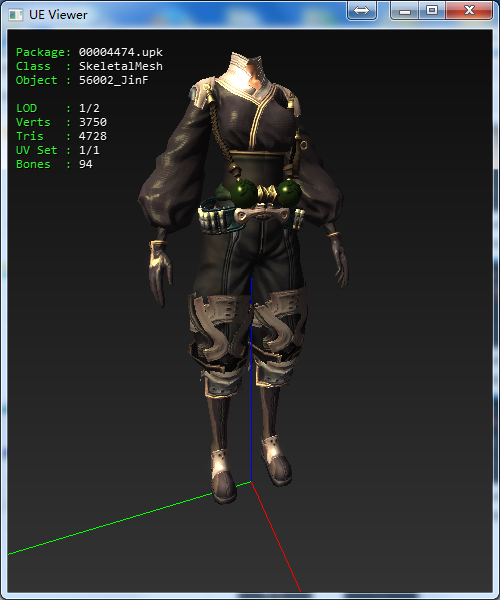 UE Viewer
Package: 00004474.upk
Class  : SkeletalMesh
Object : 56002_JinF
LOD    : 1/2
Verts  : 3750
Tris   : 4728
UV Set : 1/1
Bones  : 94